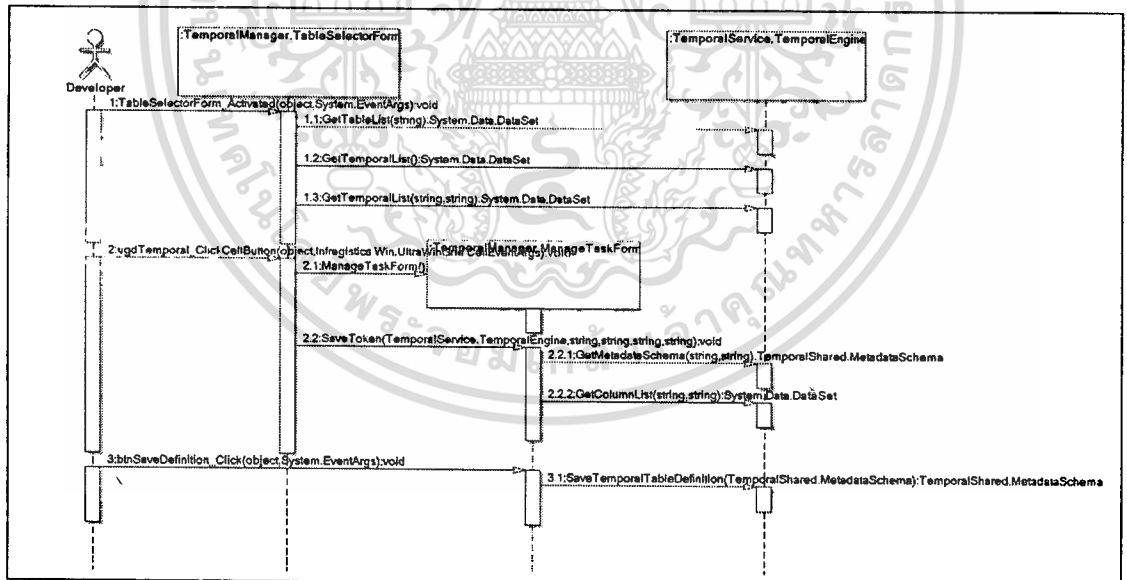 :TemporalManager.TableSelectorForm
:TemporalService.TemporalEngine
Developer
1:TableSelectorForm_Activated(object,System.EventArgs):void
1.1:GetTableList(string):System.Data.DataSet
1.2:GetTemporalList():System.Data.DataSet
1.3:GetTemporalList(string,string):System.Data.DataSet
2:ugdTemporal_ClickCellButton(object,Infragistics.Win.UltraWinGrid.CellEventArgs):void
:TemporalManager.ManageTaskForm
2.1:ManageTaskForm()
2.2:SaveToken(TemporalService.TemporalEngine,string,string,string,string):void
2.2.1:GetMetadataSchema(string,string):TemporalShared.MetadataSchema
2.2.2:GetColumnList(string,string):System.Data.DataSet
3:btnSaveDefinition_Click(object,System.EventArgs):void
3.1:SaveTemporalTableDefinition(TemporalShared.MetadataSchema):TemporalShared.MetadataSchema